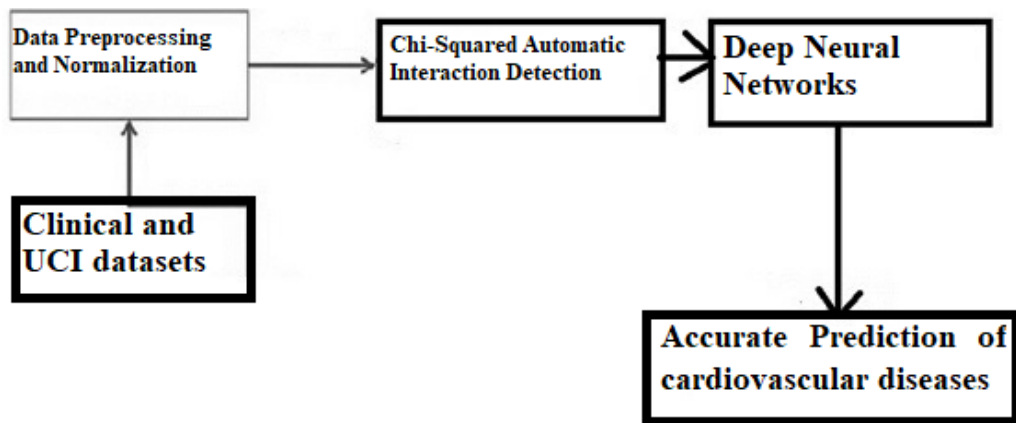 Data Preprocessing
and Normalization
Chi-Squared Automatic
Interaction Detection
Deep Neural
Networks
Clinical and
UCI datasets
Accurate Prediction of
cardiovascular diseases